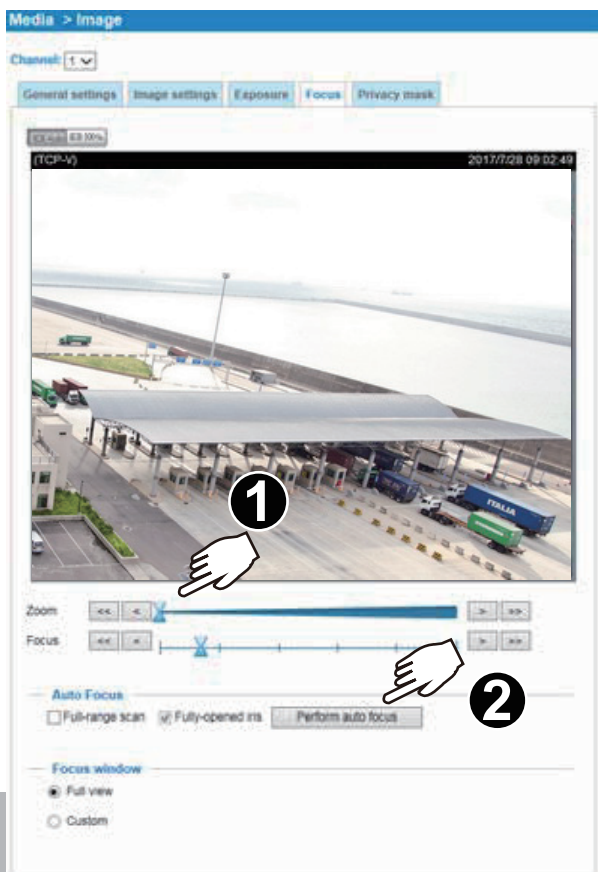 Media > Image
Channel: 1
General settings Image settings Exposure Focus Privacy mask
(TCP-V) 2017/7/28 09:02:49
ITALIA
1
Zoom << < > >>
Focus << < > >>
2
Auto Focus
Full-range scan Fully-opened iris Perform auto focus
Focus window
Full view
Custom